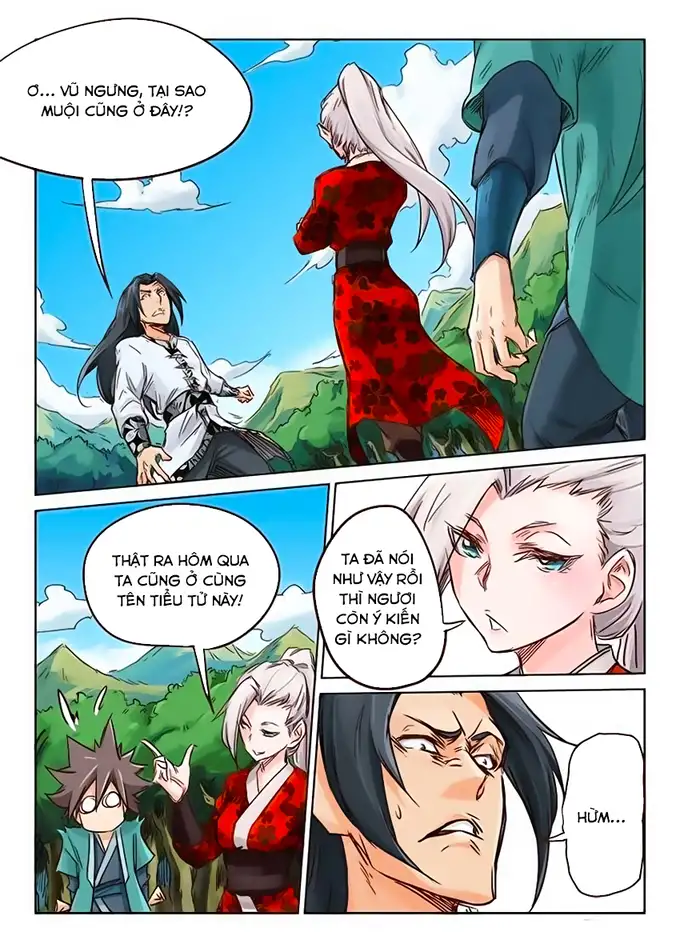 Ơ... VŨ NGƯNG, TẠI SAO
MUỘI CŨNG Ở ĐÂY!?
THẬT RA HÔM QUA
TA CŨNG Ở CÙNG
TÊN TIỂU TỬ NÀY!
TA ĐÃ NÓI
NHƯ VẬY RỒI
THÌ NGƯƠI
CÒN Ý KIẾN
GÌ KHÔNG?
HỪM...